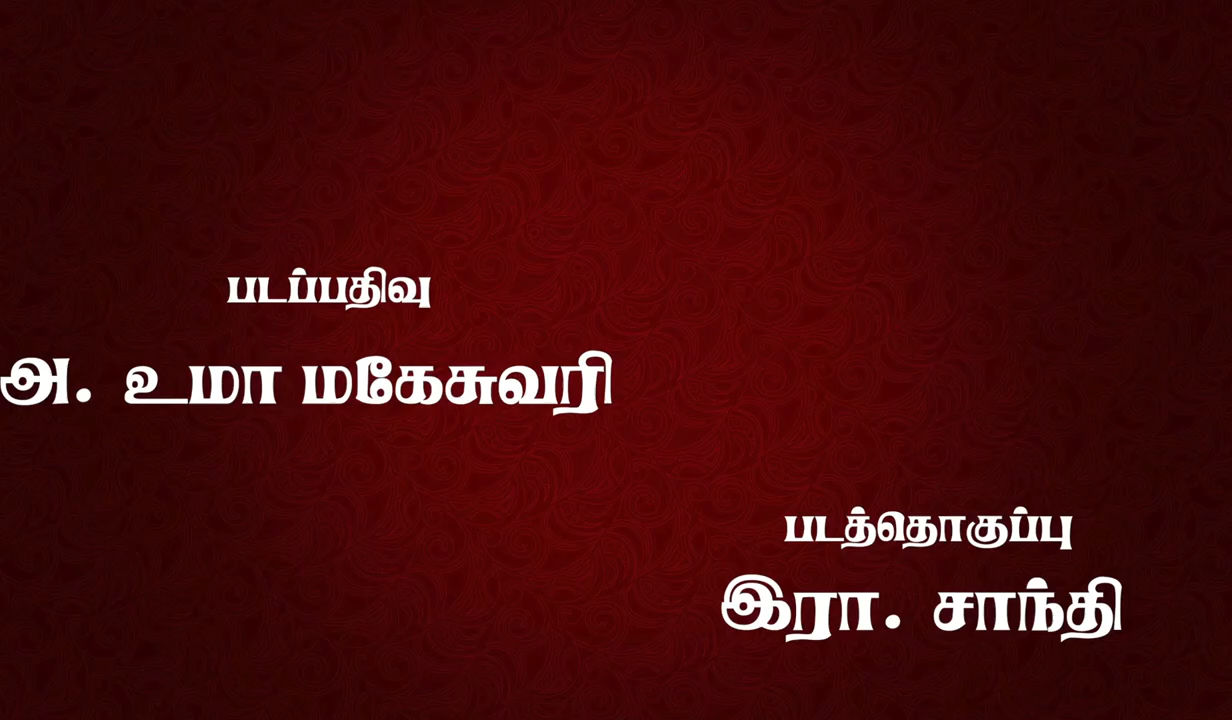 படப்பதிவு
அ. உமா மகேசுவரி
படத்தொகுப்பு
இரா. சாந்தி